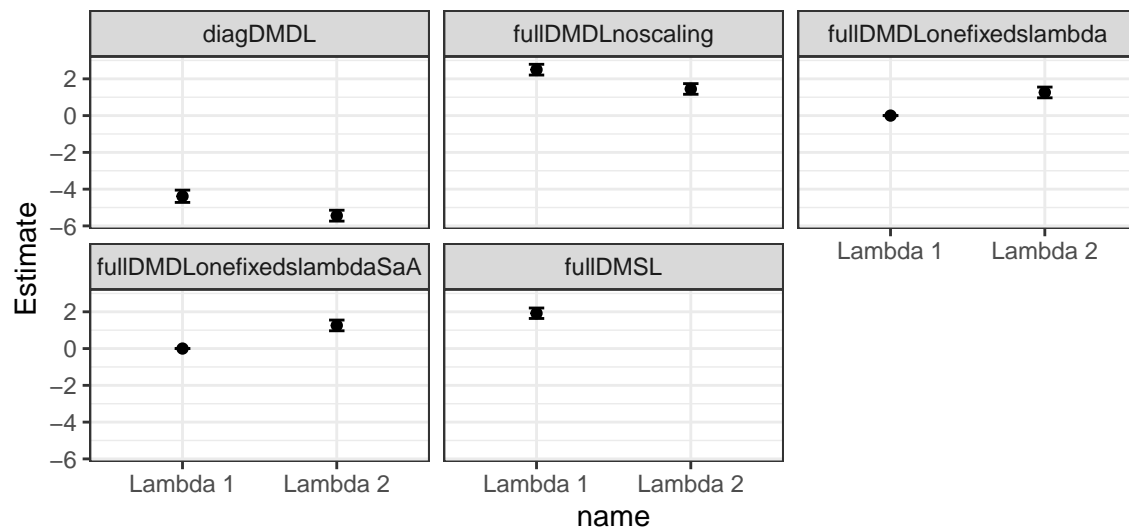 diagDMDL
fullDMDLnoscaling
fullDMDLonefixedslambda
2
0
−2
−4
−6
Lambda 1
Lambda 2
fullDMDLonefixedslambdaSaA
fullDMSL
2
0
−2
−4
−6
Lambda 1
Lambda 2
Lambda 1
Lambda 2
Estimate
name